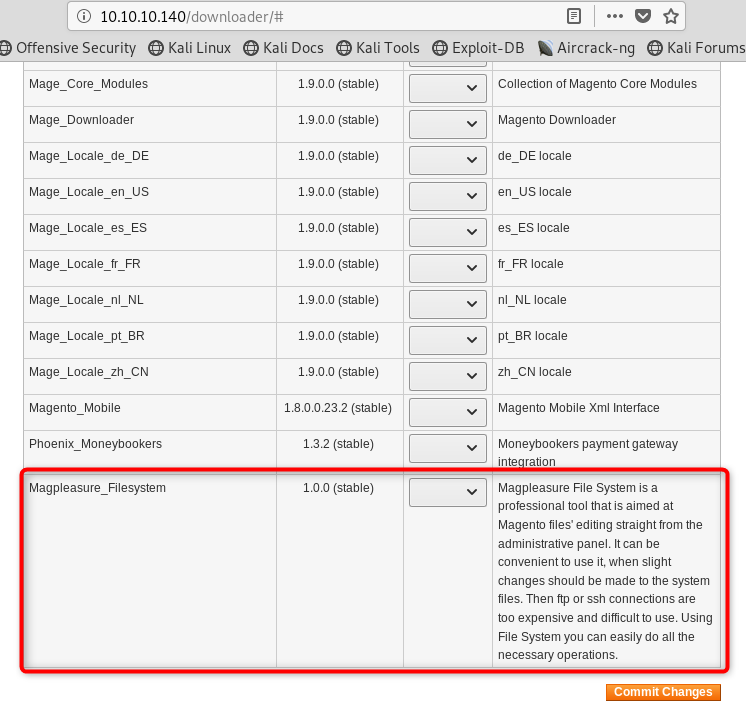 10.10.10.140/downloader/#
Offensive Security Kali Linux Kali Docs Kali Tools Exploit-DB Aircrack-ng Kali Forums
Mage_Core_Modules 1.9.0.0 (stable) Collection of Magento Core Modules
Mage_Downloader 1.9.0.0 (stable) Magento Downloader
Mage_Locale_de_DE 1.9.0.0 (stable) de_DE locale
Mage_Locale_en_US 1.9.0.0 (stable) en_US locale
Mage_Locale_es_ES 1.9.0.0 (stable) es_ES locale
Mage_Locale_fr_FR 1.9.0.0 (stable) fr_FR locale
Mage_Locale_nl_NL 1.9.0.0 (stable) nl_NL locale
Mage_Locale_pt_BR 1.9.0.0 (stable) pt_BR locale
Mage_Locale_zh_CN 1.9.0.0 (stable) zh_CN locale
Magento_Mobile 1.8.0.0.23.2 (stable) Magento Mobile Xml Interface
Phoenix_Moneybookers 1.3.2 (stable) Moneybookers payment gateway
integration
Magpleasure_Filesystem 1.0.0 (stable) Magpleasure File System is a
professional tool that is aimed at
Magento files' editing straight from the
administrative panel. It can be
convenient to use it, when slight
changes should be made to the system
files. Then ftp or ssh connections are
too expensive and difficult to use. Using
File System you can easily do all the
necessary operations.
Commit Changes